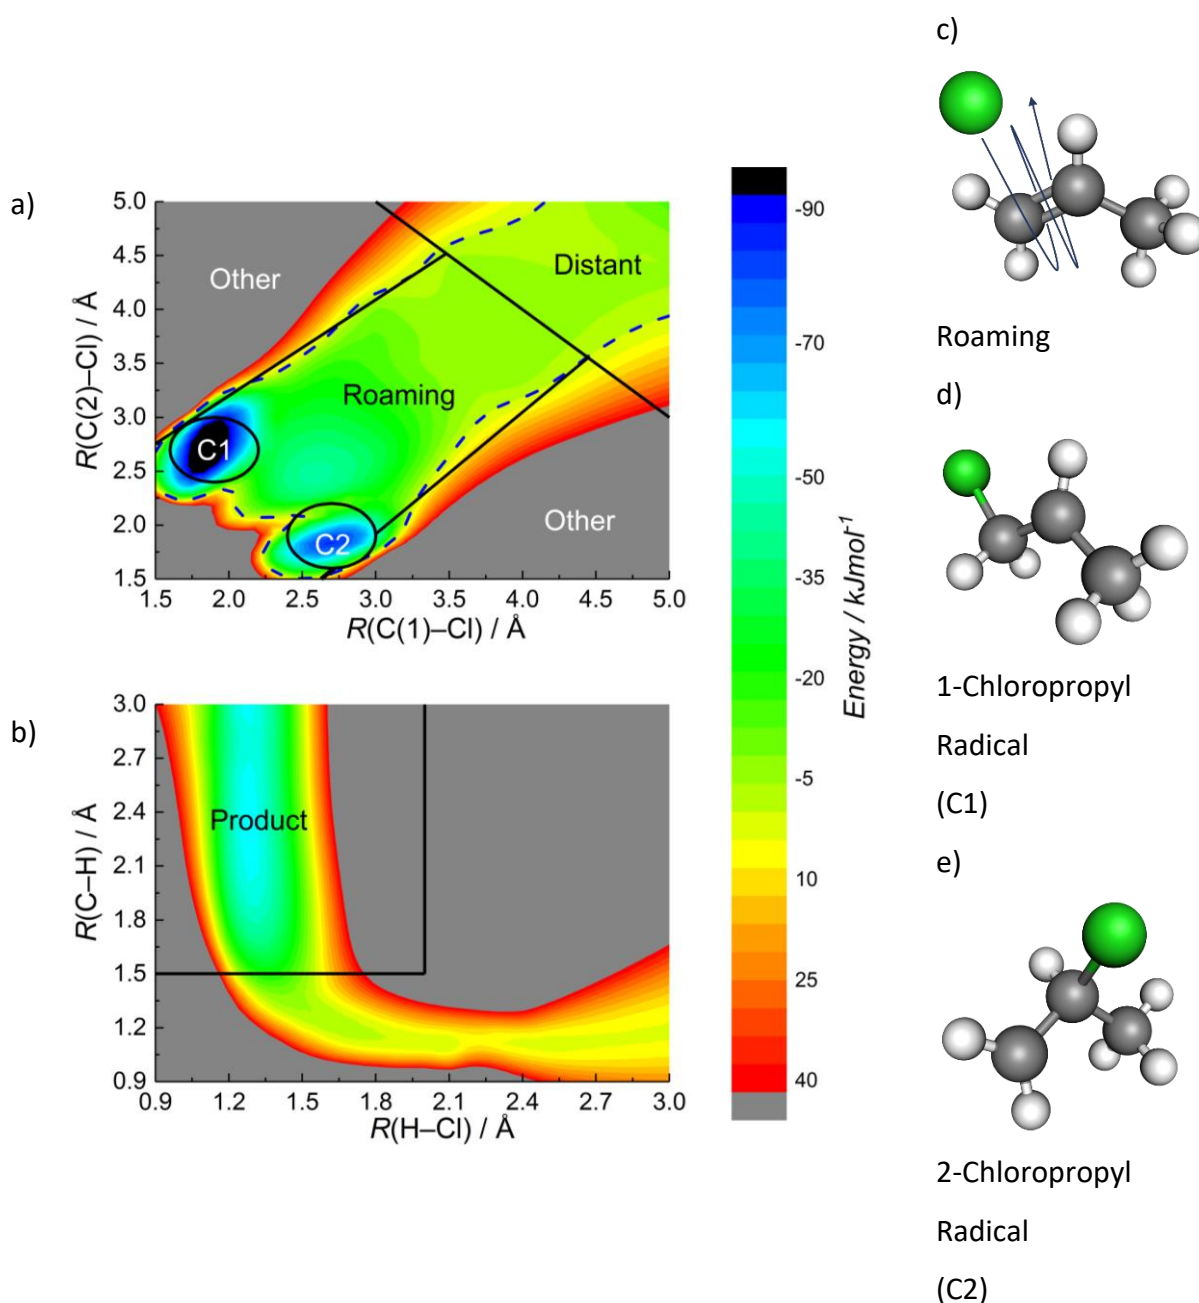 a)
5.0
4.5
4.0
3.5
3.0
2.5
2.0
1.5
R(C(2)–Cl) / Å
Other
Distant
Roaming
C1
C2
Other
1.5 2.0 2.5 3.0 3.5 4.0 4.5 5.0
R(C(1)–Cl) / Å
b)
3.0
2.7
2.4
2.1
1.8
1.5
1.2
0.9
R(C–H) / Å
Product
0.9 1.2 1.5 1.8 2.1 2.4 2.7 3.0
R(H–Cl) / Å
-90
-70
-50
-35
-20
-5
10
25
40
Energy / kJmol-1
c)
Roaming
d)
1-Chloropropyl
Radical
(C1)
e)
2-Chloropropyl
Radical
(C2)